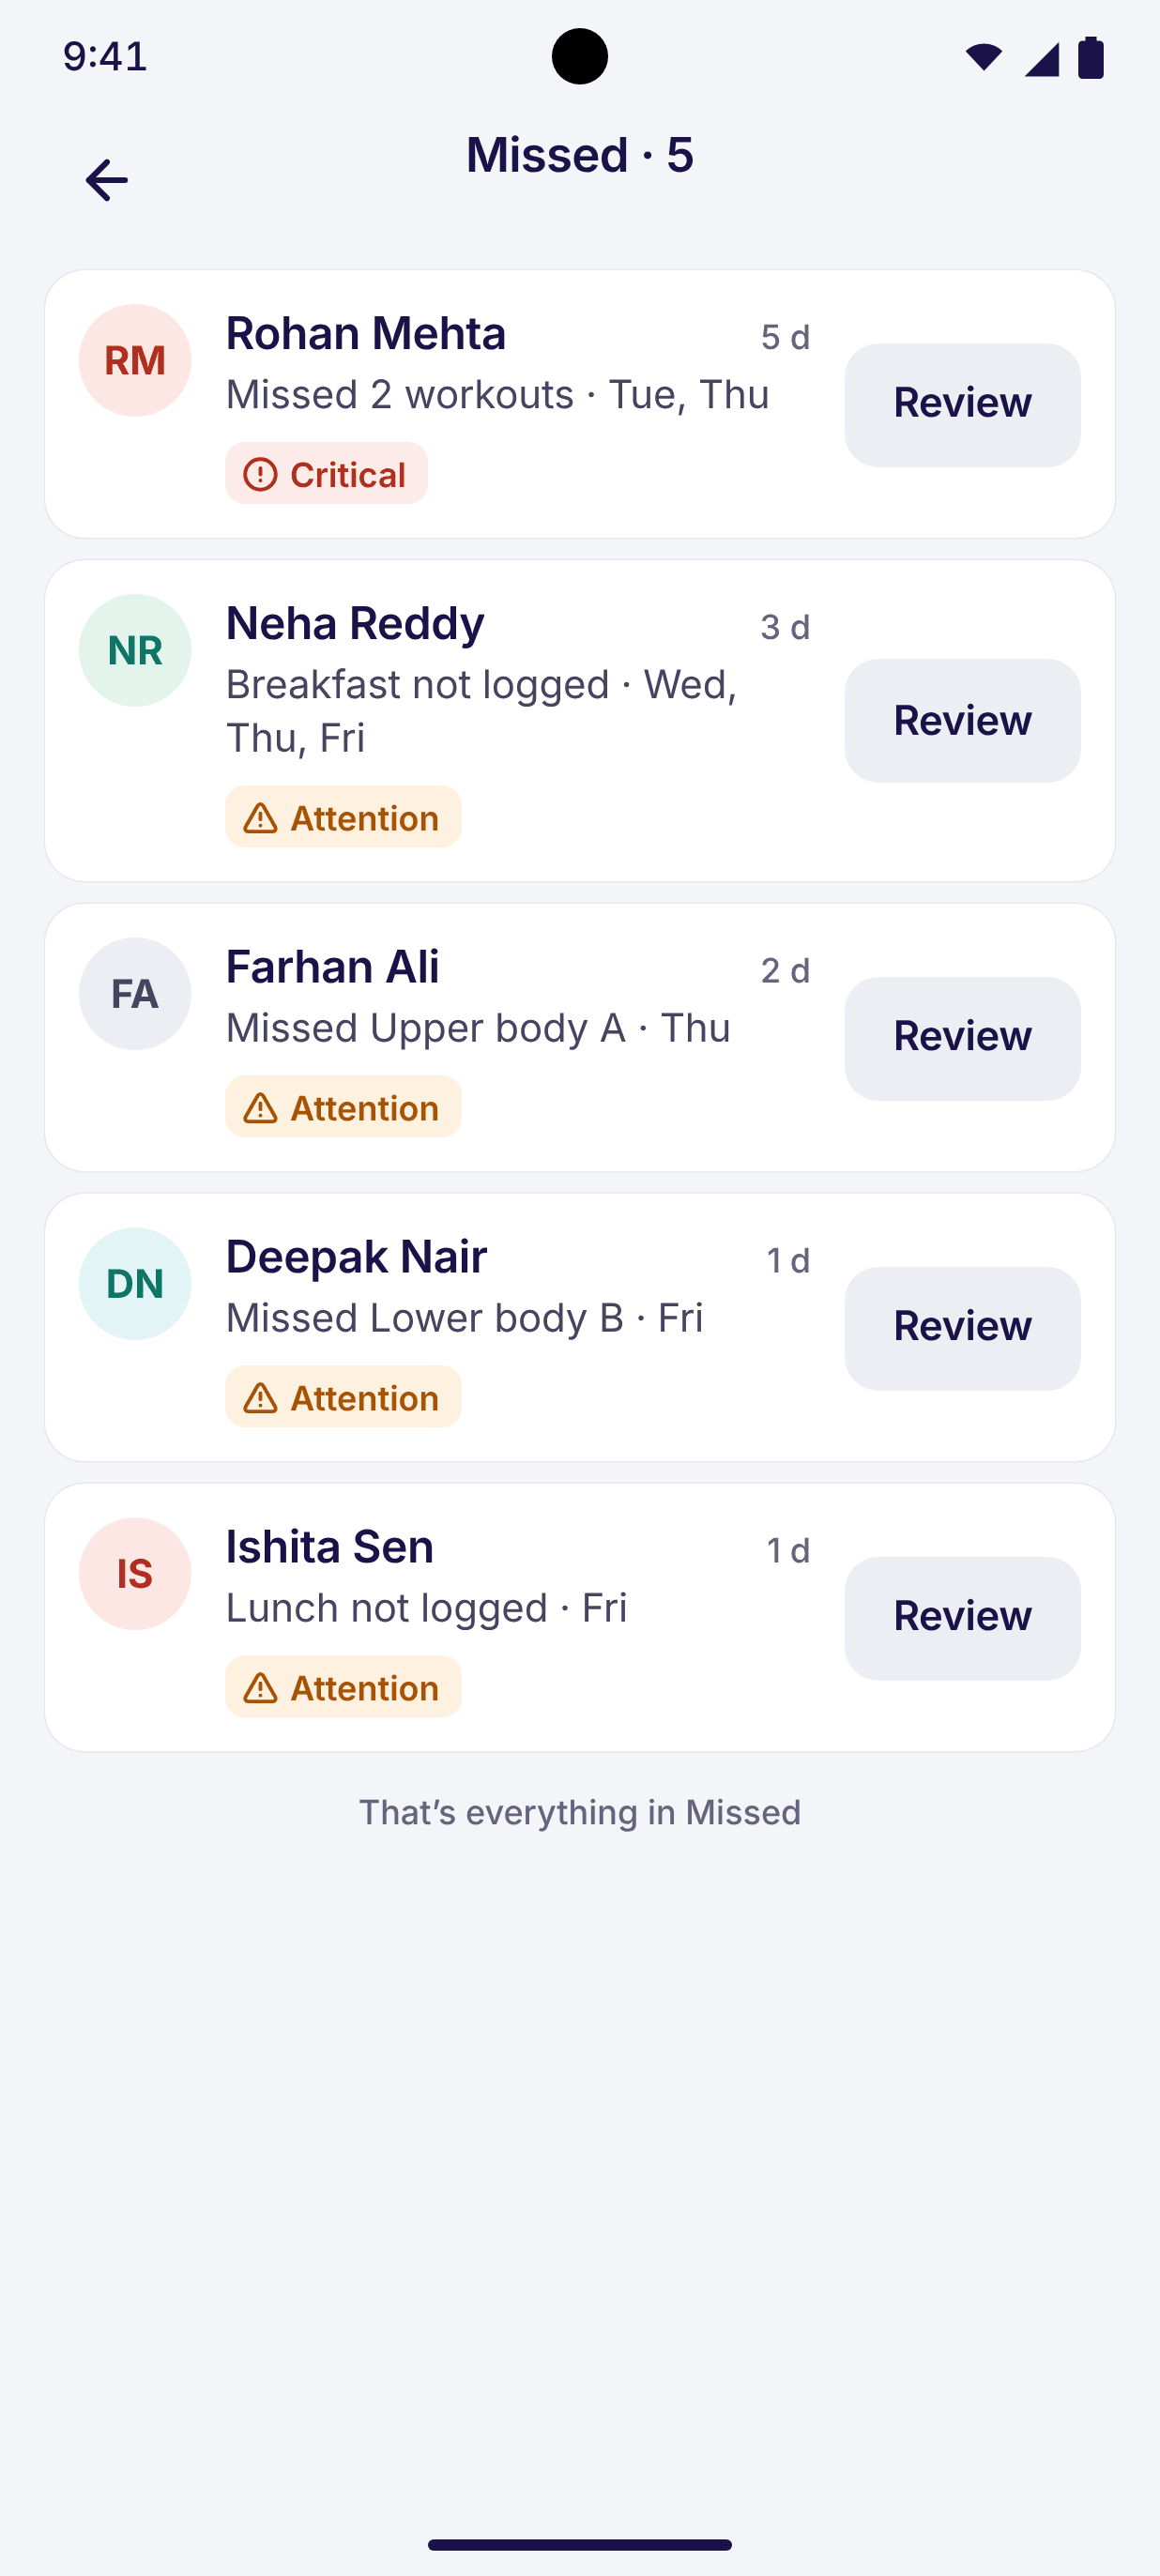 9:41
Missed · 5
RM
Rohan Mehta
5 d
Missed 2 workouts · Tue, Thu
Critical
Review
NR
Neha Reddy
3 d
Breakfast not logged · Wed,
Thu, Fri
Attention
Review
FA
Farhan Ali
2 d
Missed Upper body A · Thu
Attention
Review
DN
Deepak Nair
1 d
Missed Lower body B · Fri
Attention
Review
IS
Ishita Sen
1 d
Lunch not logged · Fri
Attention
Review
That’s everything in Missed